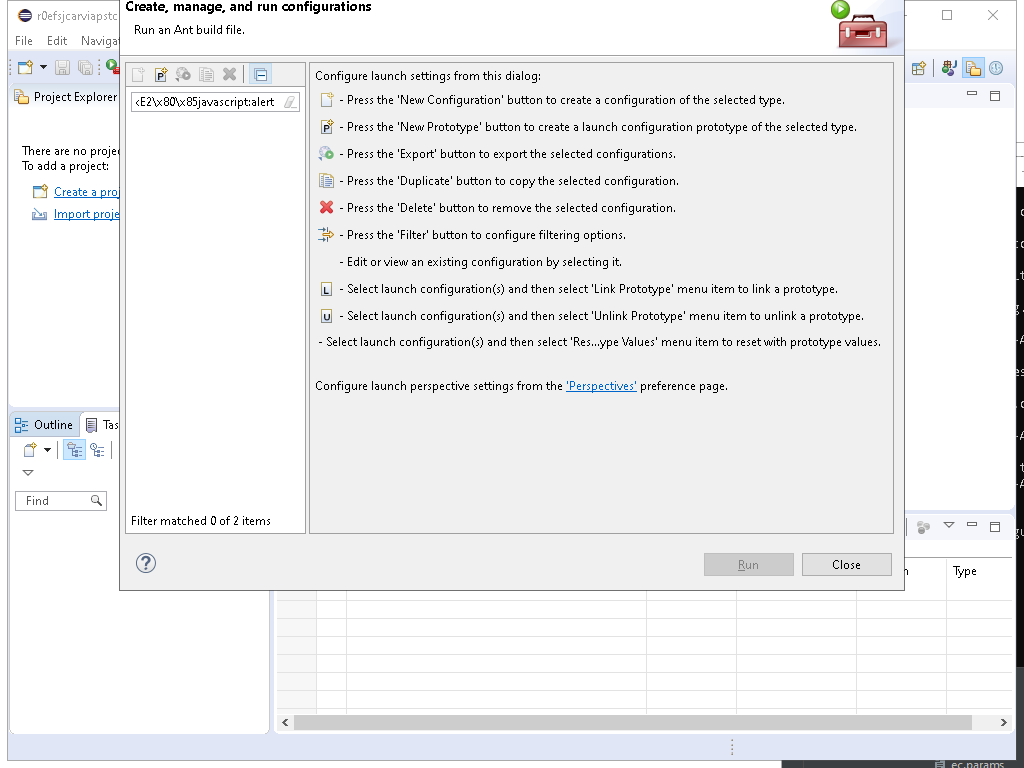 Create, manage, and run configurations
r0efsjcarviapstc
Run an Ant build file.
File Edit Naviga
Project Explorer
<E2\x80\x85javascript:alert
Configure launch settings from this dialog:
- Press the 'New Configuration' button to create a configuration of the selected type.
- Press the 'New Prototype' button to create a launch configuration prototype of the selected type.
There are no proje
- Press the 'Export' button to export the selected configurations.
To add a project:
- Press the 'Duplicate' button to copy the selected configuration.
Create a proj
- Press the 'Delete' button to remove the selected configuration.
Import proje
- Press the 'Filter' button to configure filtering options.
- Edit or view an existing configuration by selecting it.
- Select launch configuration(s) and then select 'Link Prototype' menu item to link a prototype.
- Select launch configuration(s) and then select 'Unlink Prototype' menu item to unlink a prototype.
- Select launch configuration(s) and then select 'Res...ype Values' menu item to reset with prototype values.
Configure launch perspective settings from the 'Perspectives' preference page.
Outline Tas
Find
Filter matched 0 of 2 items
Run Close
Type
ec.params